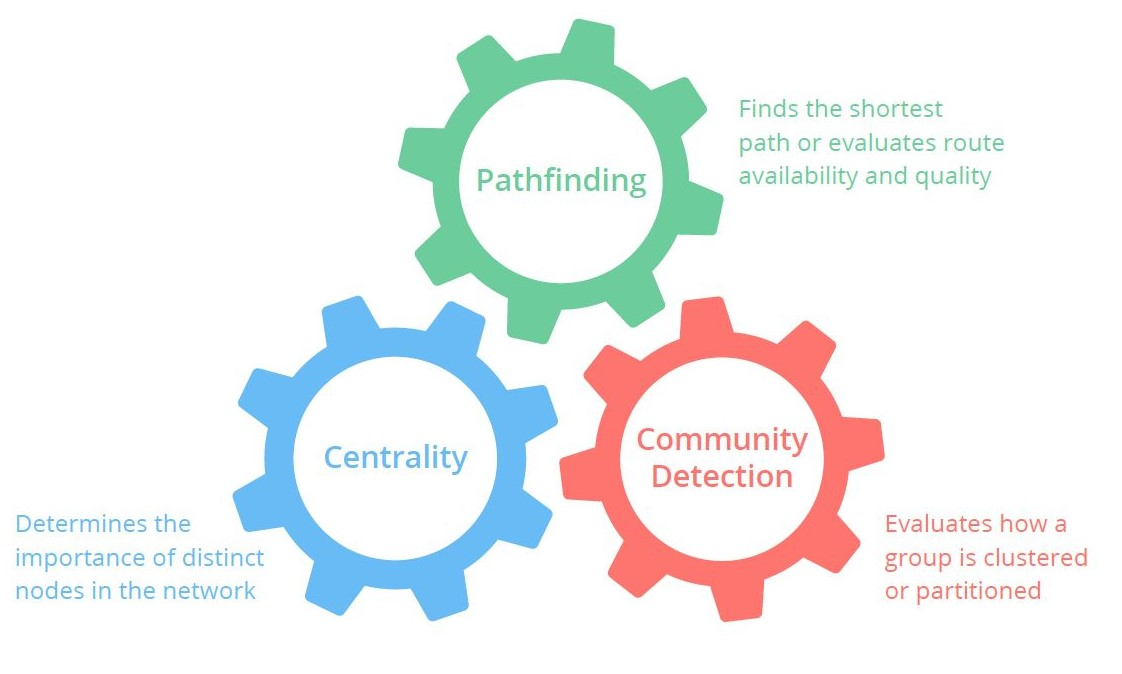 Pathfinding
Finds the shortest
path or evaluates route
availability and quality
Centrality
Determines the
importance of distinct
nodes in the network
Community
Detection
Evaluates how a
group is clustered
or partitioned